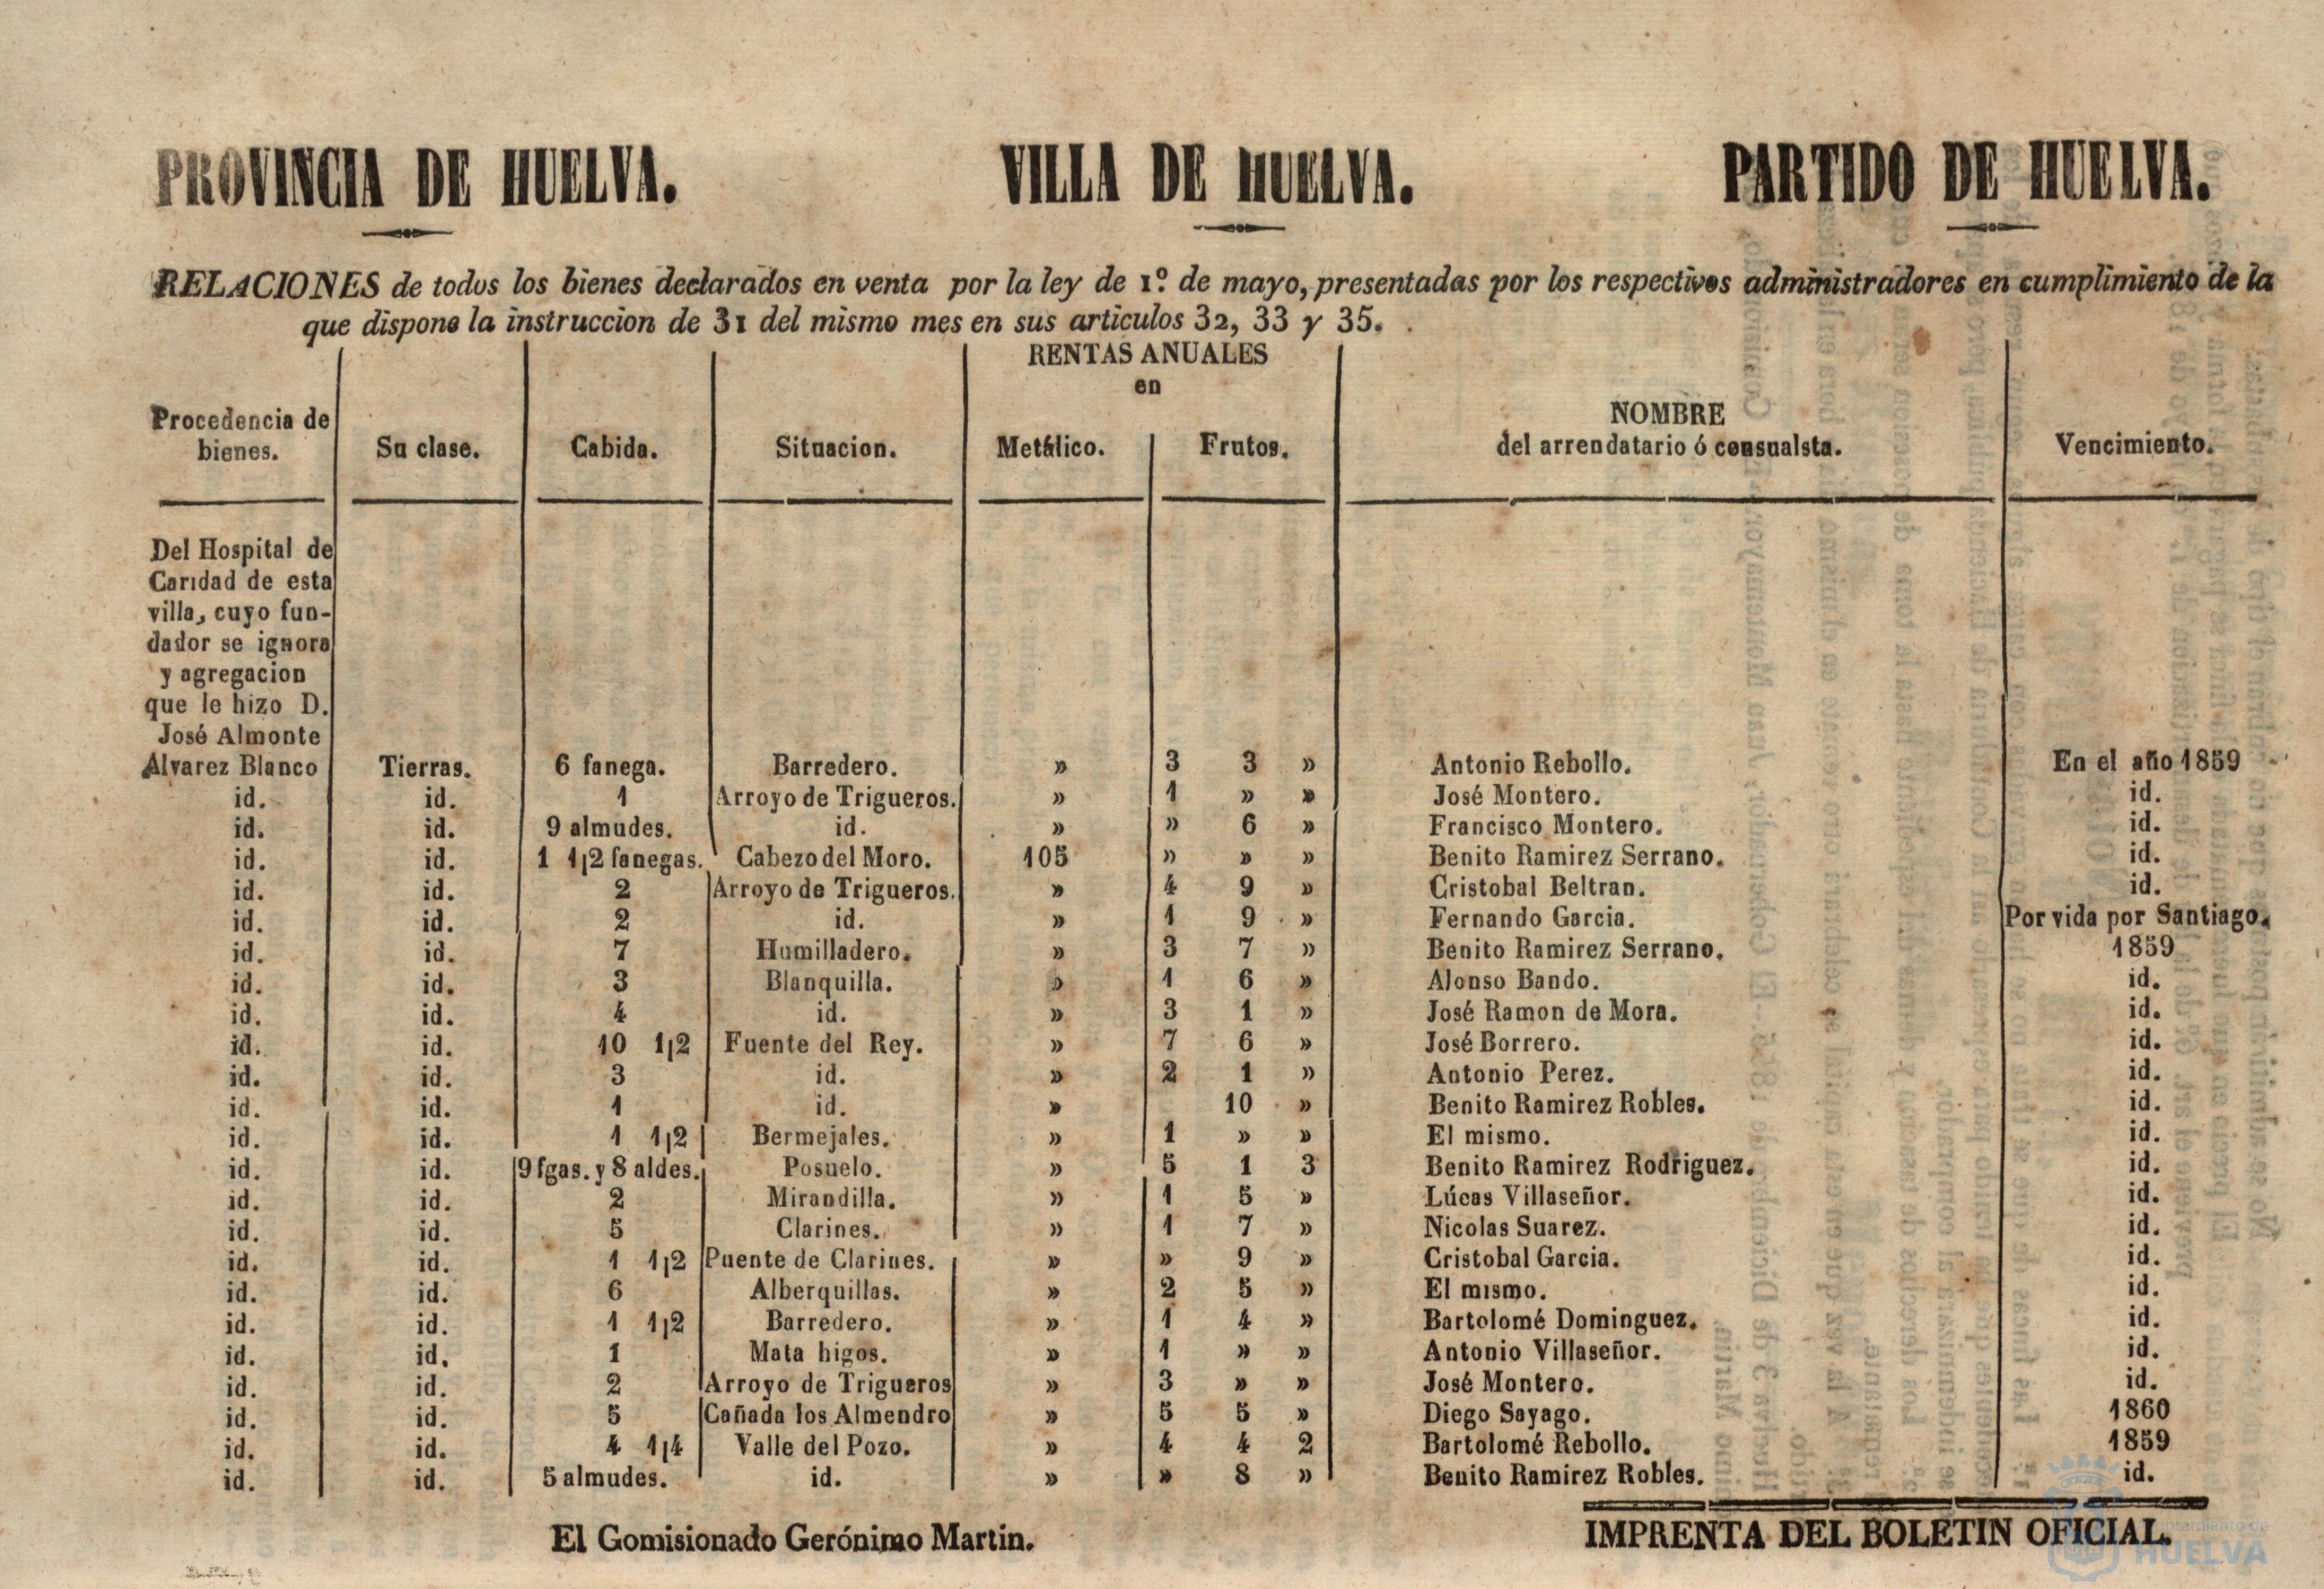 PROVINCIA DE HUELVA. VILLA DE HUELVA. PARTIDO DE HUELVA.
RELACIONES de todos los bienes declarados en venta por la ley de 1.º de mayo, presentadas por los respectivos administradores en cumplimiento de la
que dispone la instruccion de 31 del mismo mes en sus articulos 32, 33 y 35.
RENTAS ANUALES
en
Procedencia de
bienes.
Su clase.
Cabida.
Situacion.
Metálico.
Frutos.
NOMBRE
del arrendatario ó consualsta.
Vencimiento.
Del Hospital de
Caridad de esta
villa, cuyo fun-
dador se ignora
y agregacion
que le hizo D.
José Almonte
Alvarez Blanco Tierras. 6 fanega. Barredero. » 3 3 » Antonio Rebollo. En el año 1859
id. id. 1 Arroyo de Trigueros. » 1 » » José Montero. id.
id. id. 9 almudes. id. » » 6 » Francisco Montero. id.
id. id. 1 1|2 fanegas. Cabezo del Moro. 105 » » » Benito Ramirez Serrano. id.
id. id. 2 Arroyo de Trigueros. » 4 9 » Cristobal Beltran. id.
id. id. 2 id. » 1 9 » Fernando Garcia. Por vida por Santiago.
id. id. 7 Humilladero. » 3 7 » Benito Ramirez Serrano. 1859
id. id. 3 Blanquilla. » 1 6 » Alonso Bando. id.
id. id. 4 id. » 3 1 » José Ramon de Mora. id.
id. id. 10 1|2 Fuente del Rey. » 7 6 » José Borrero. id.
id. id. 3 id. » 2 1 » Antonio Perez. id.
id. id. 1 id. » 10 » Benito Ramirez Robles. id.
id. id. 1 1|2 Bermejales. » 1 » » El mismo. id.
id. id. 9 fgas. y 8 aldes. Posuelo. » 5 1 3 Benito Ramirez Rodriguez. id.
id. id. 2 Mirandilla. » 1 5 » Lúcas Villaseñor. id.
id. id. 5 Clarines. » 1 7 » Nicolas Suarez. id.
id. id. 1 1|2 Puente de Clarines. » » 9 » Cristobal Garcia. id.
id. id. 6 Alberquillas. » 2 5 » El mismo. id.
id. id. 1 1|2 Barredero. » 1 4 » Bartolomé Dominguez. id.
id. id. 1 Mata higos. » 1 » » Antonio Villaseñor. id.
id. id. 2 Arroyo de Trigueros » 3 » » José Montero. id.
id. id. 5 Cañada los Almendro » 5 5 » Diego Sayago. 1860
id. id. 4 1|4 Valle del Pozo. » 4 4 2 Bartolomé Rebollo. 1859
id. id. 5 almudes. id. » » 8 » Benito Ramirez Robles. id.
El Gomisionado Gerónimo Martin.
IMPRENTA DEL BOLETIN OFICIAL.
Ayuntamiento de
HUELVA